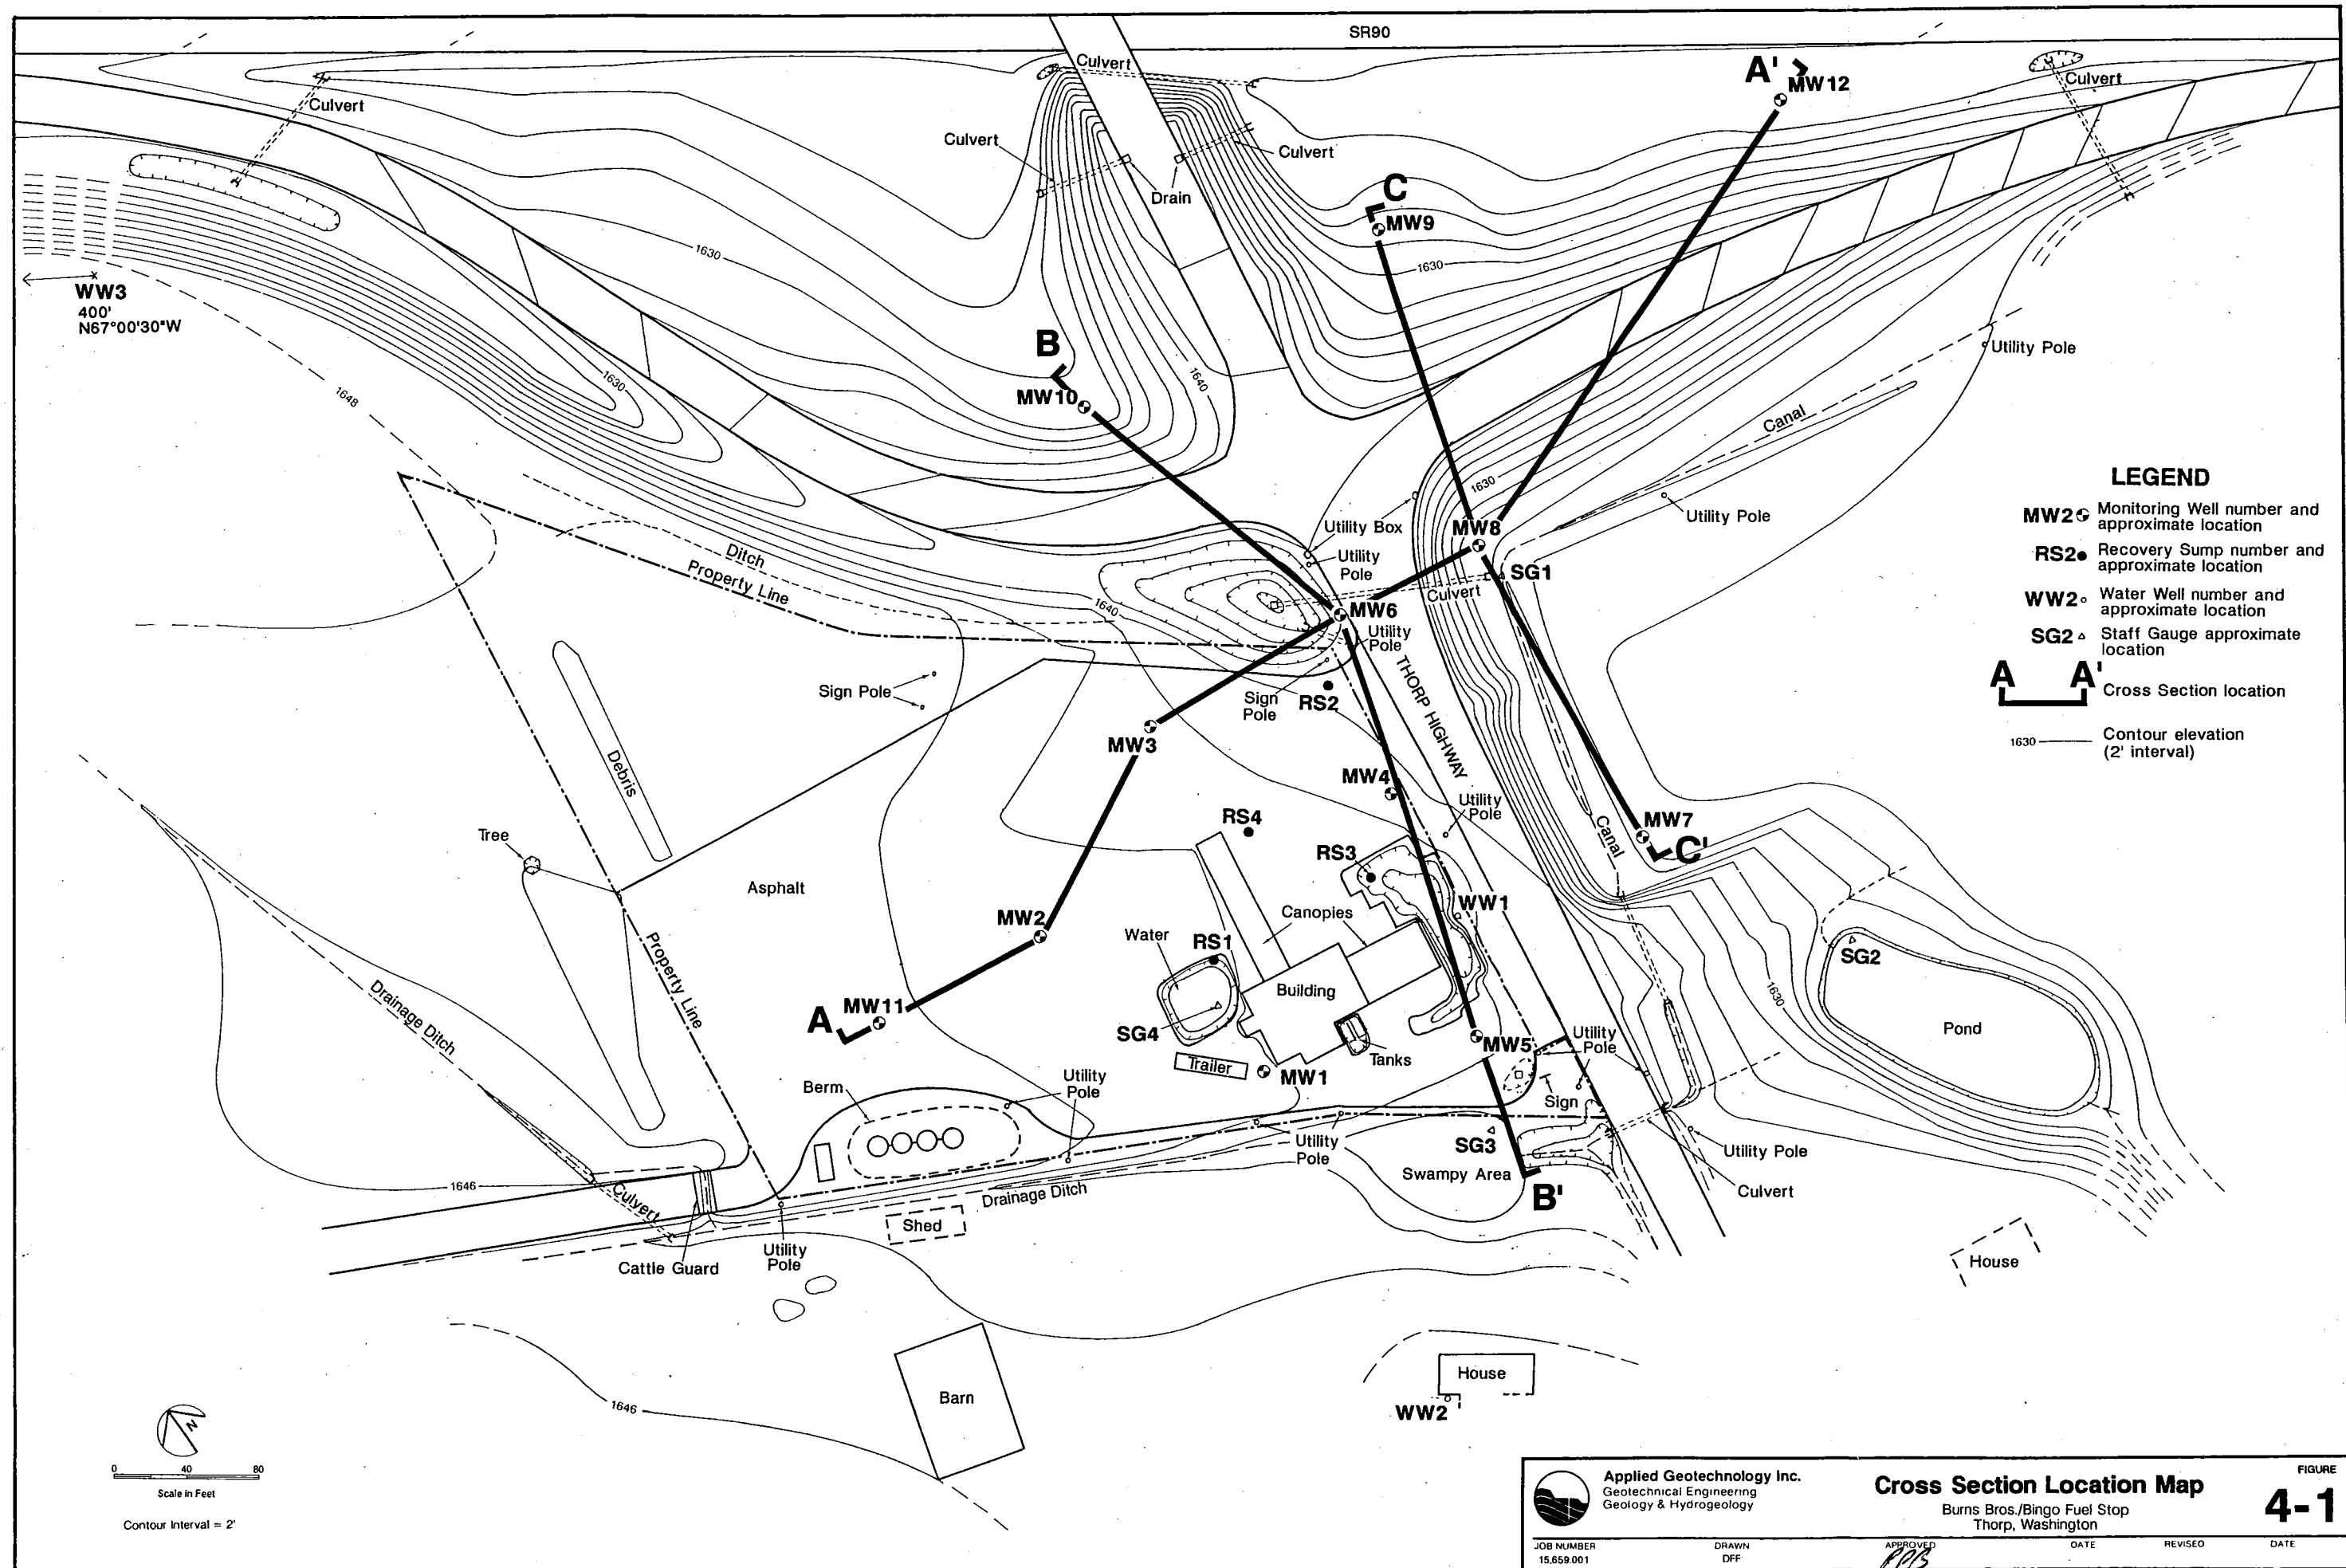 SR90
Culvert
A'
MW12
Culvert
Culvert
Culvert
Culvert
Drain
C
MW9
1630
1630
WW3
400'
N67°00'30"W
B
MW10
1640
1630
1648
Utility Pole
Canal
1630
Utility Box
MW8
Utility Pole
Utility
Pole
SG1
Culvert
Ditch
Property Line
1640
MW6
Utility
Pole
THORP HIGHWAY
Sign Pole
Sign
Pole
RS2
MW3
Debris
MW4
Utility
Pole
RS4
MW7
C'
Canal
Tree
RS3
Asphalt
WW1
MW2
Canopies
Water
RS1
SG2
Property Line
Drainage Ditch
Building
1630
Pond
A
MW11
SG4
MW5
Utility
Pole
Tanks
Trailer
MW1
Berm
Utility
Pole
Sign
SG3
Utility
Pole
Utility Pole
Swampy Area
1646
Culvert
Drainage Ditch
B'
Culvert
Shed
Utility
Pole
Cattle Guard
House
House
Barn
1646
WW2
LEGEND
MW2 Monitoring Well number and
approximate location
RS2 Recovery Sump number and
approximate location
WW2 Water Well number and
approximate location
SG2 Staff Gauge approximate
location
A A'
Cross Section location
1630 Contour elevation
(2' interval)
N
0 40 80
Scale in Feet
Contour Interval = 2'
Applied Geotechnology Inc.
Geotechnical Engineering
Geology & Hydrogeology
Cross Section Location Map
Burns Bros./Bingo Fuel Stop
Thorp, Washington
FIGURE
4-1
JOB NUMBER
15,659.001
DRAWN
DFF
APPROVED
DATE
REVISED
DATE